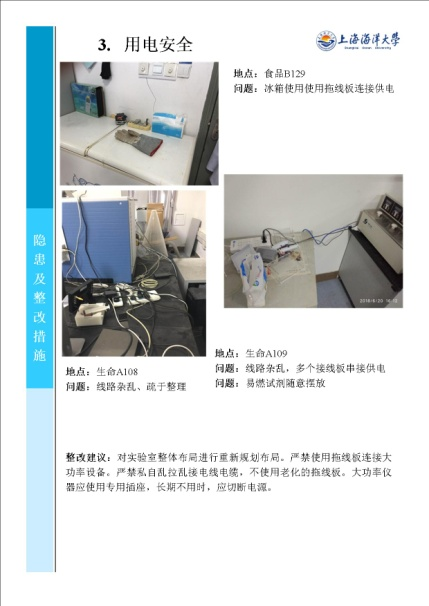 3. 用电安全
上海海洋大学
Shanghai Ocean University
地点：食品B129
问题：冰箱使用使用拖线板连接供电
隐患及整改措施
2018/6/20
地点：生命A108
问题：线路杂乱、疏于整理
地点：生命A109
问题：线路杂乱，多个接线板串接供电
问题：易燃试剂随意摆放
整改建议：对实验室整体布局进行重新规划布局。严禁使用拖线板连接大
功率设备。严禁私自乱拉乱接电线电缆，不使用老化的拖线板。大功率仪
器应使用专用插座，长期不用时，应切断电源。